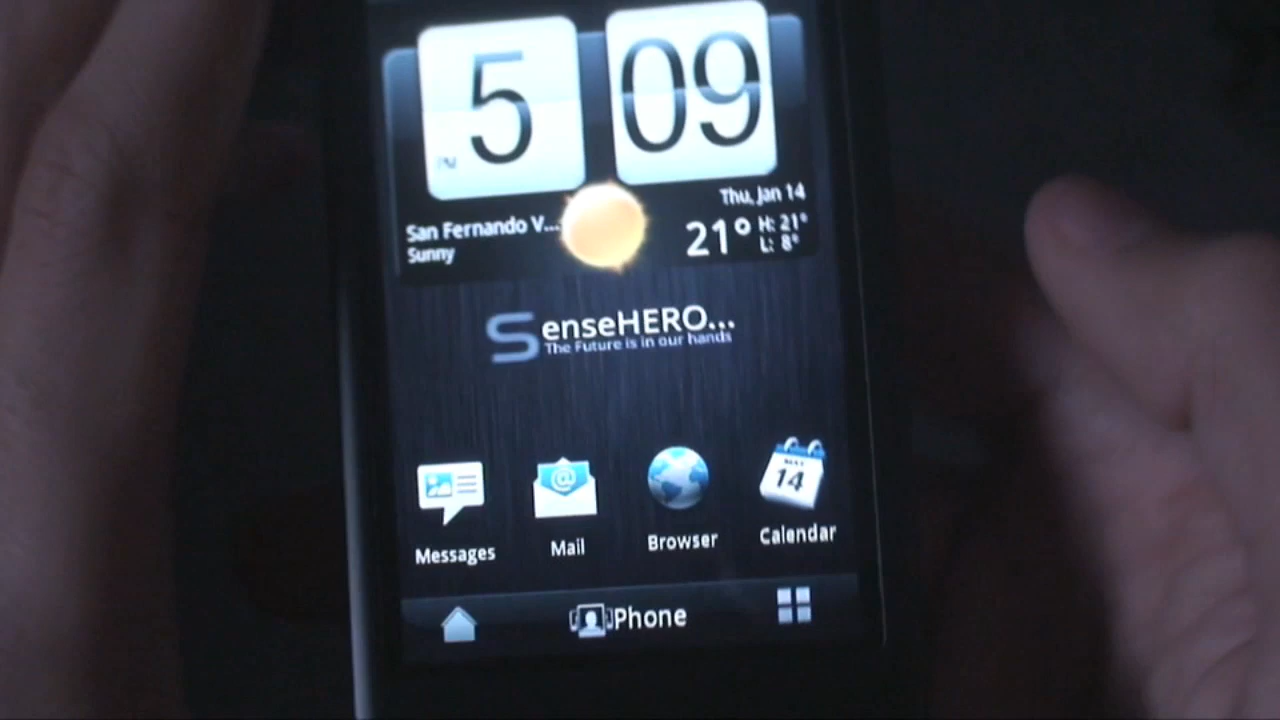 5 09
PM
Thu, Jan 14
San Fernando V...
Sunny
21° H: 21°
L: 8°
SenseHERO...
The Future is in our hands
14
Messages Mail Browser Calendar
Phone